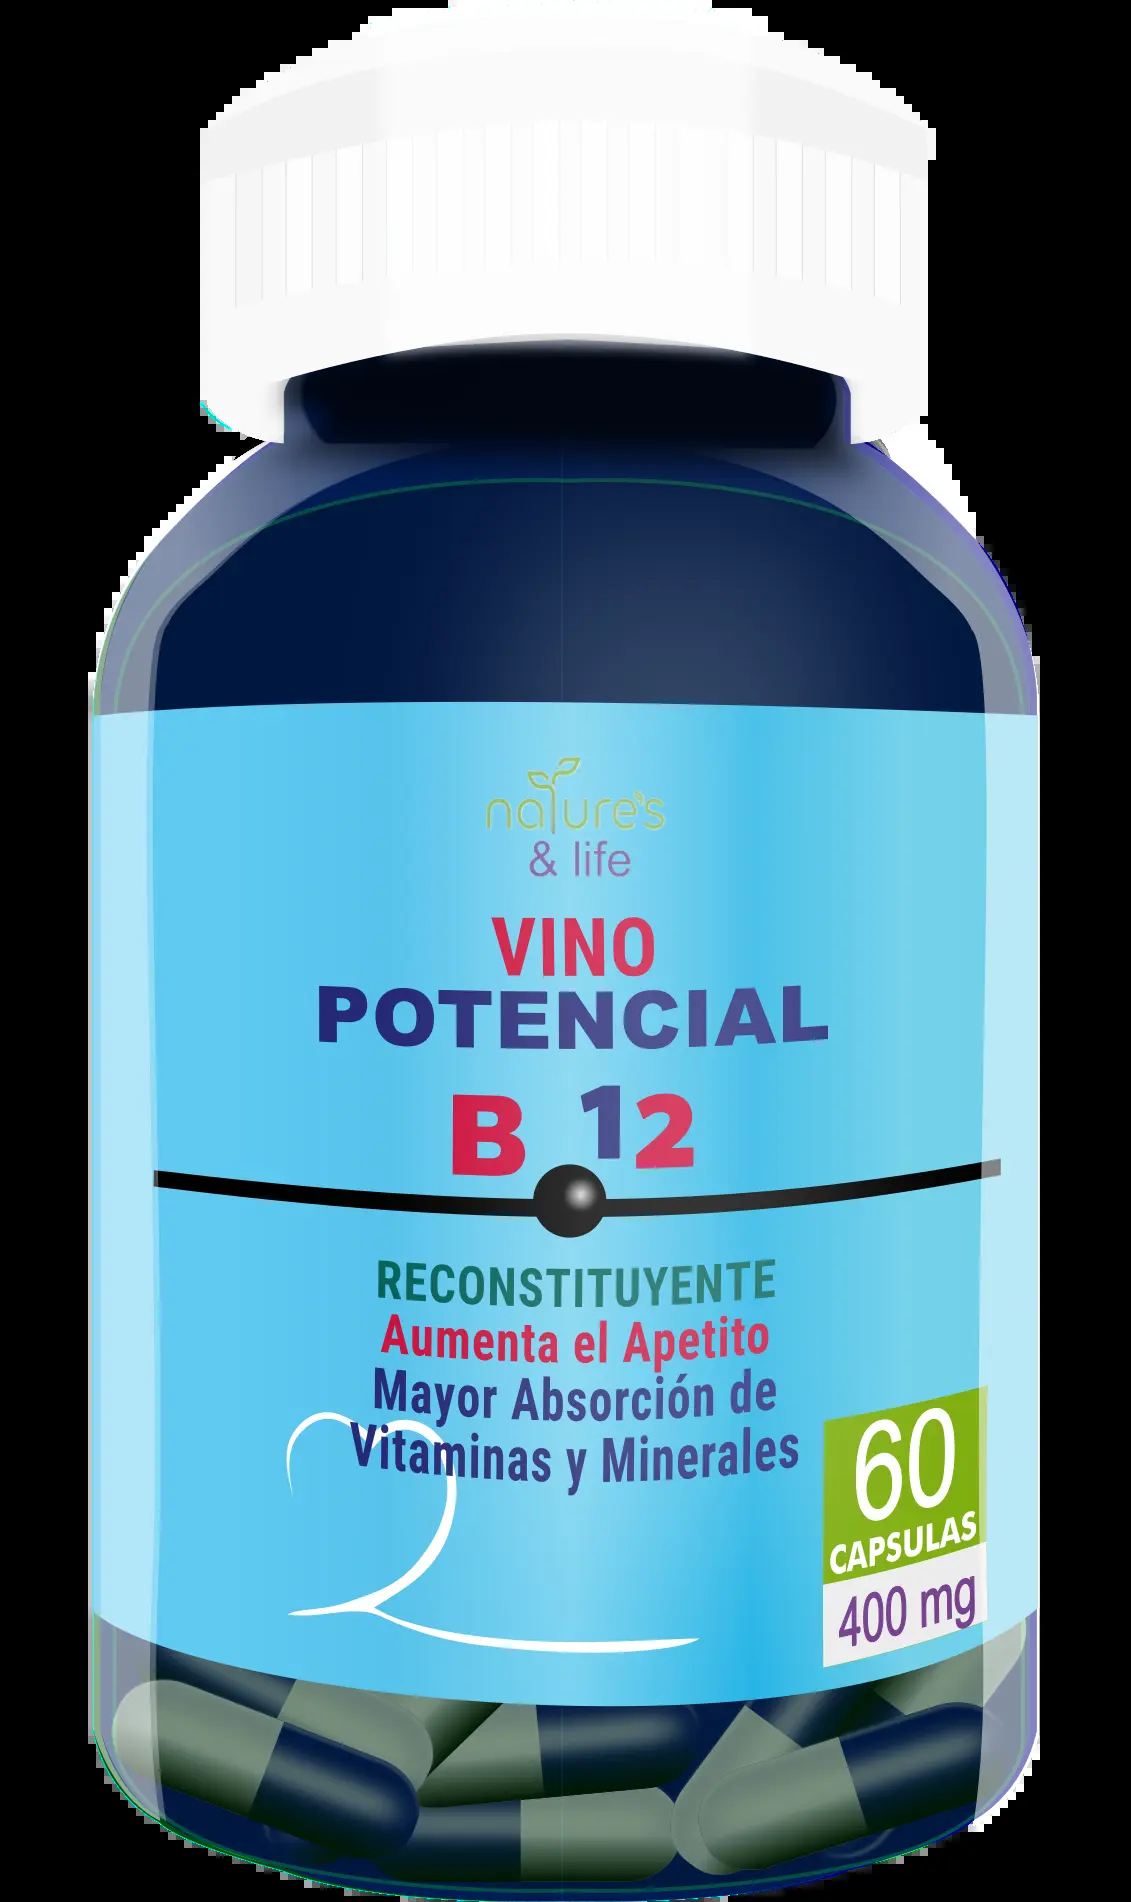 nature's
& life
VINO
POTENCIAL
B 12
RECONSTITUYENTE
Aumenta el Apetito
Mayor Absorción de
Vitaminas y Minerales
60
CAPSULAS
400 mg